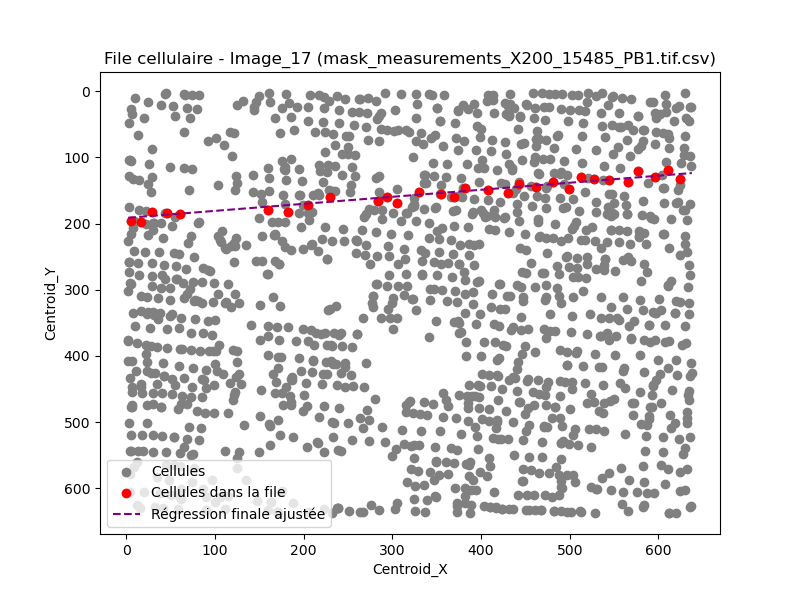 File cellulaire - Image_17 (mask_measurements_X200_15485_PB1.tif.csv)
0
100
200
300
400
500
600
Centroid_Y
Cellules
Cellules dans la file
Régression finale ajustée
0 100 200 300 400 500 600
Centroid_X